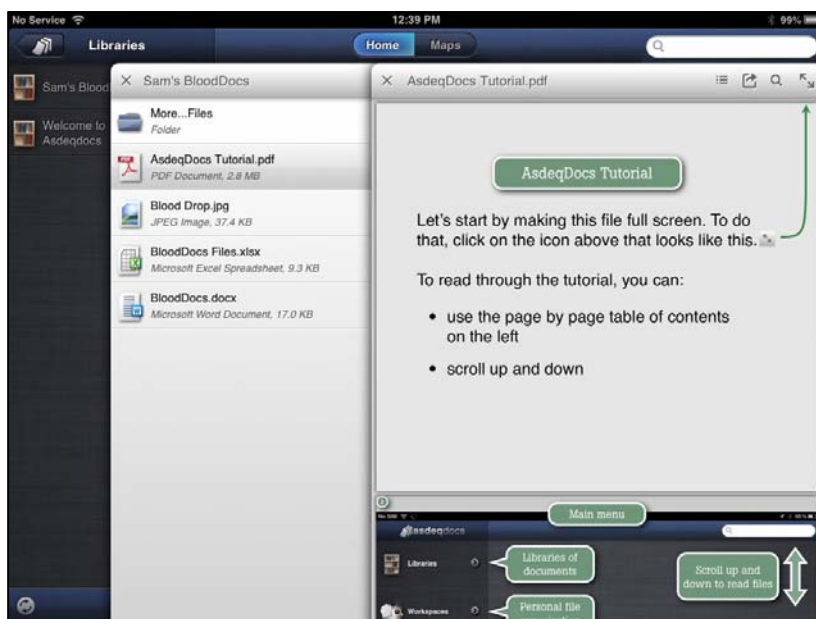 No Service 12:39 PM 99%
Libraries Home Maps
Sam's Blood
Welcome to
Asdeqdocs
Sam's BloodDocs
More...Files
Folder
AsdeqDocs Tutorial.pdf
PDF Document, 2.8 MB
Blood Drop.jpg
JPEG Image, 37.4 KB
BloodDocs Files.xlsx
Microsoft Excel Spreadsheet, 9.3 KB
BloodDocs.docx
Microsoft Word Document, 17.0 KB
AsdeqDocs Tutorial.pdf
AsdeqDocs Tutorial
Let's start by making this file full screen. To do
that, click on the icon above that looks like this.
To read through the tutorial, you can:
• use the page by page table of contents
on the left
• scroll up and down
Main menu
asdeqdocs
Libraries
Libraries of
documents
Scroll up and
down to read files
Workspaces
Personal file